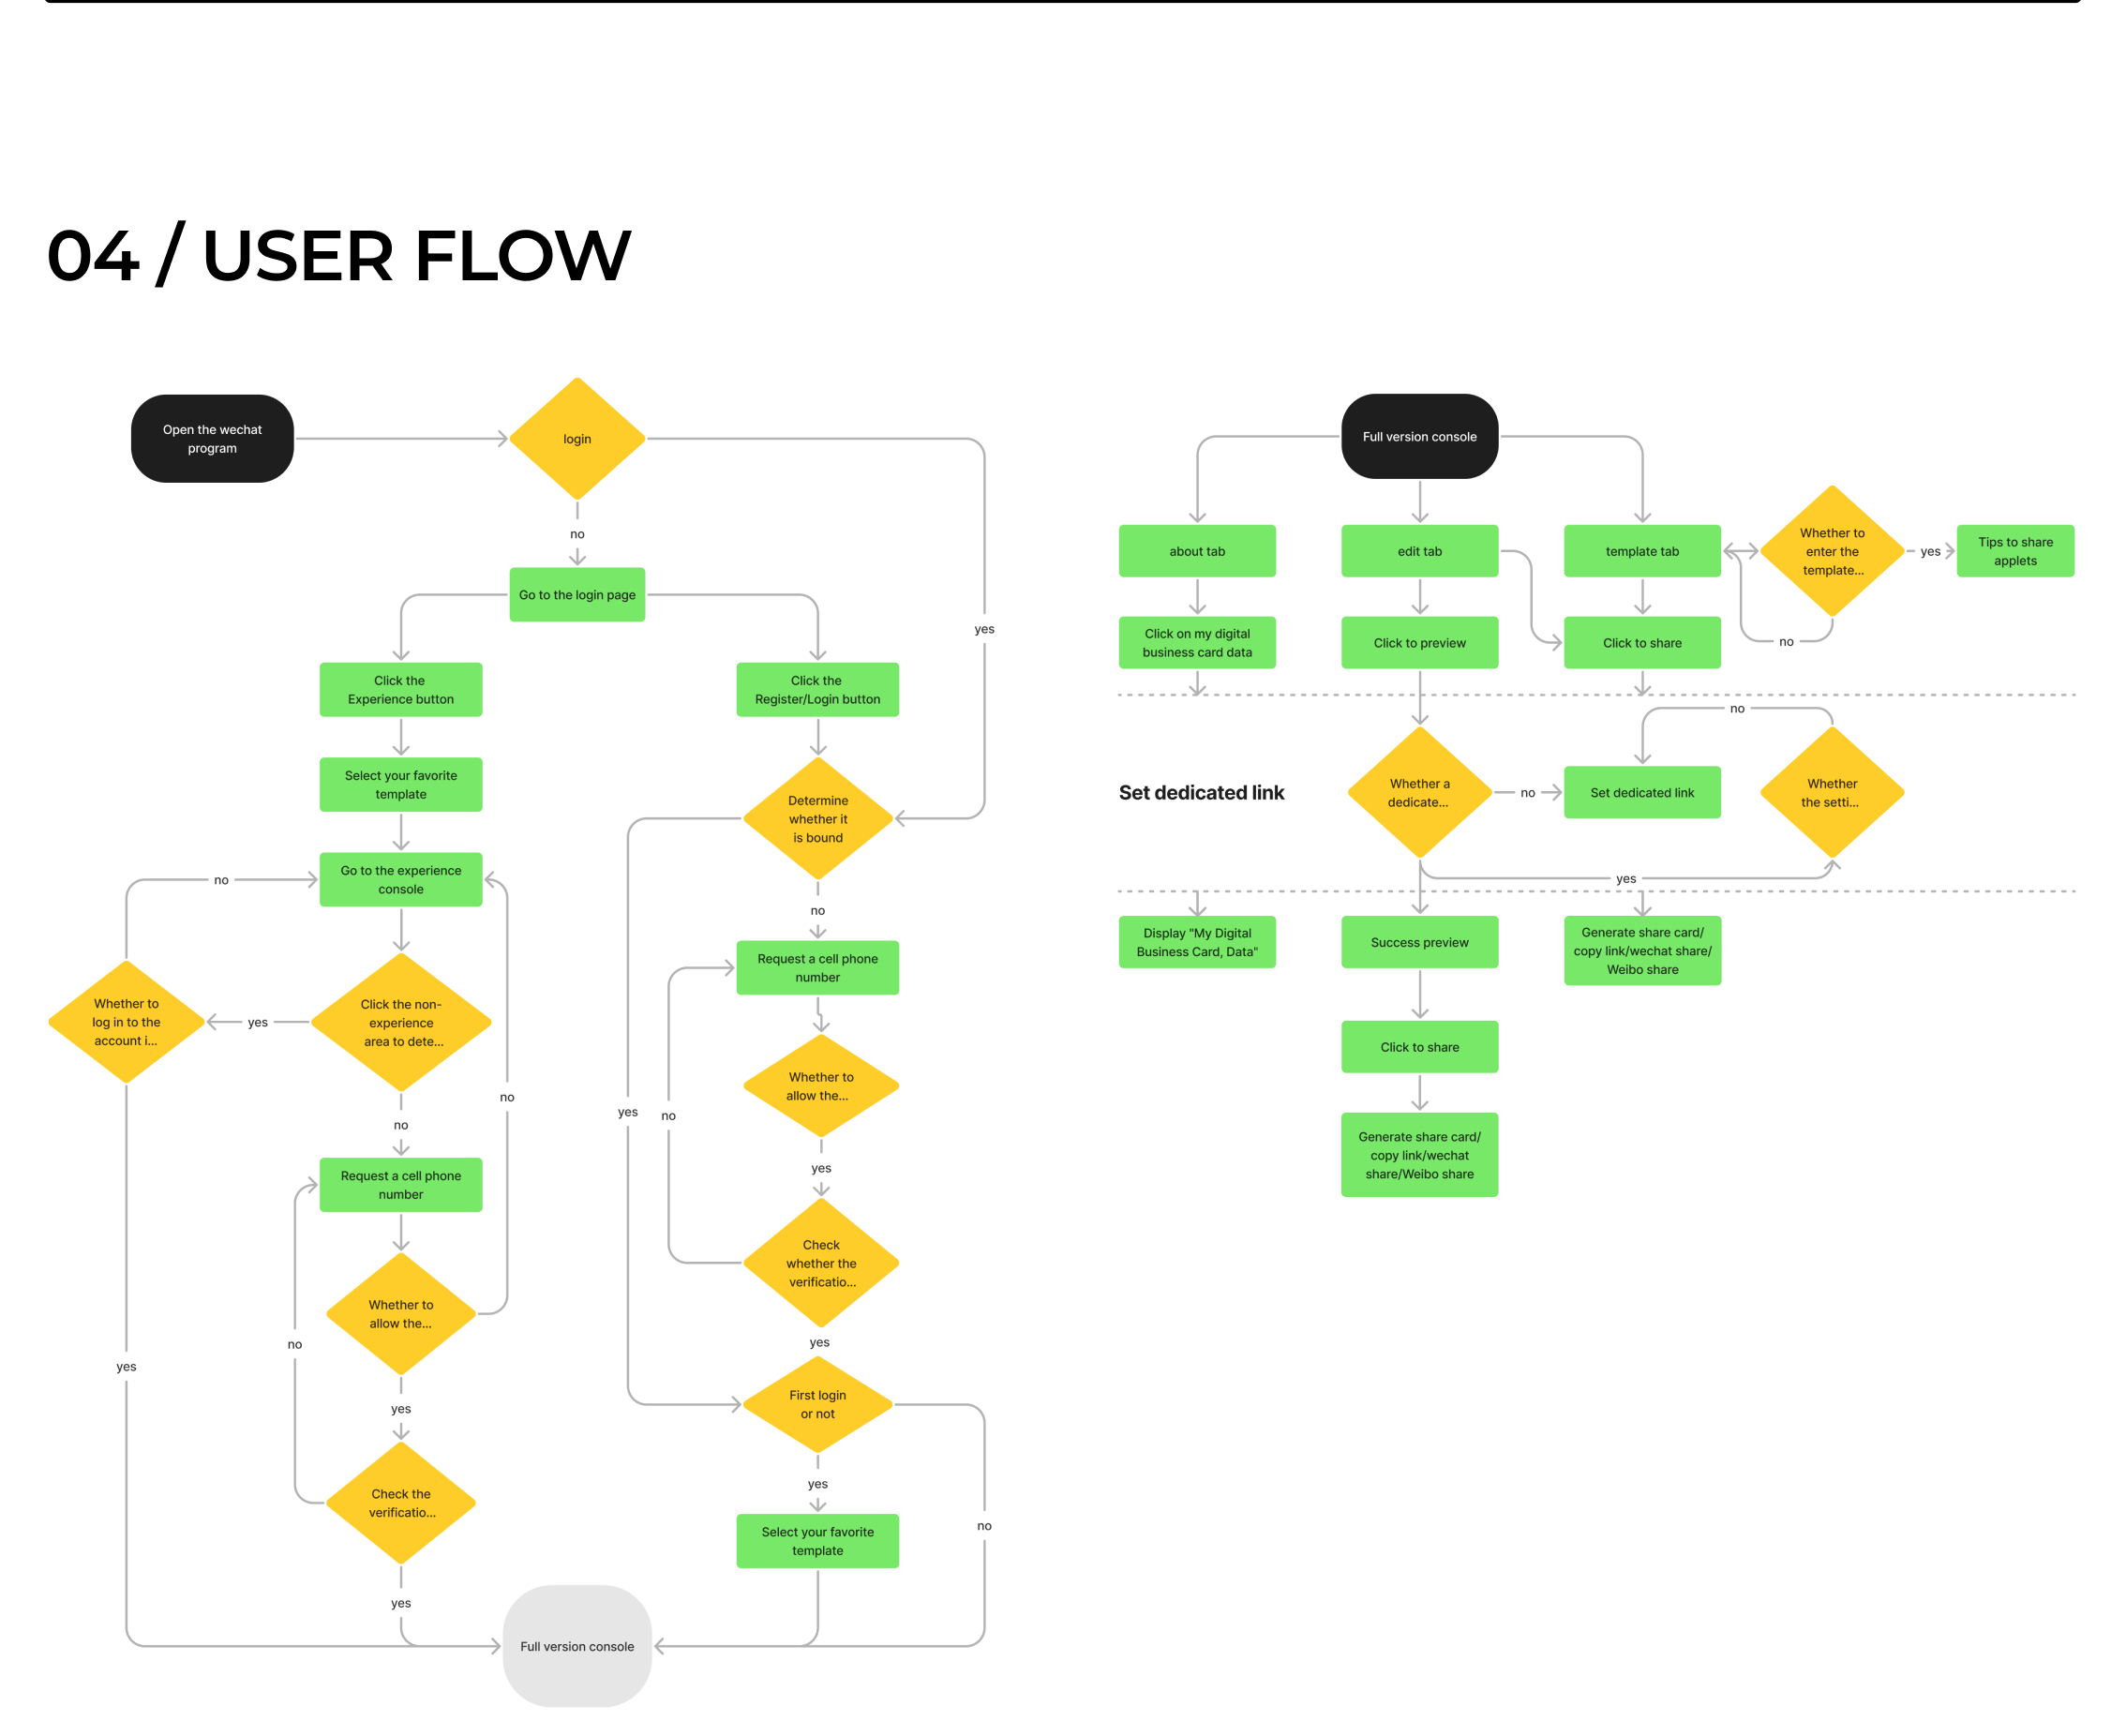 04 / USER FLOW
Open the wechat
program
login
no
yes
Go to the login page
Click the
Experience button
Click the
Register/Login button
Select your favorite
template
Determine
whether it
is bound
Go to the experience
console
no
no
Whether to
log in to the
account i...
yes
Click the non-
experience
area to dete...
no
Request a cell phone
number
Whether to
allow the...
no
yes
no
yes
no
Request a cell phone
number
yes
Whether to
allow the...
Check
whether the
verificatio...
yes
no
yes
yes
First login
or not
Check the
verificatio...
yes
no
Select your favorite
template
yes
Full version console
Full version console
about tab
edit tab
template tab
Whether to
enter the
template...
yes
Tips to share
applets
Click on my digital
business card data
Click to preview
Click to share
no
no
Set dedicated link
Whether a
dedicate...
no
Set dedicated link
Whether
the setti...
yes
Display "My Digital
Business Card, Data"
Success preview
Generate share card/
copy link/wechat share/
Weibo share
Click to share
Generate share card/
copy link/wechat
share/Weibo share